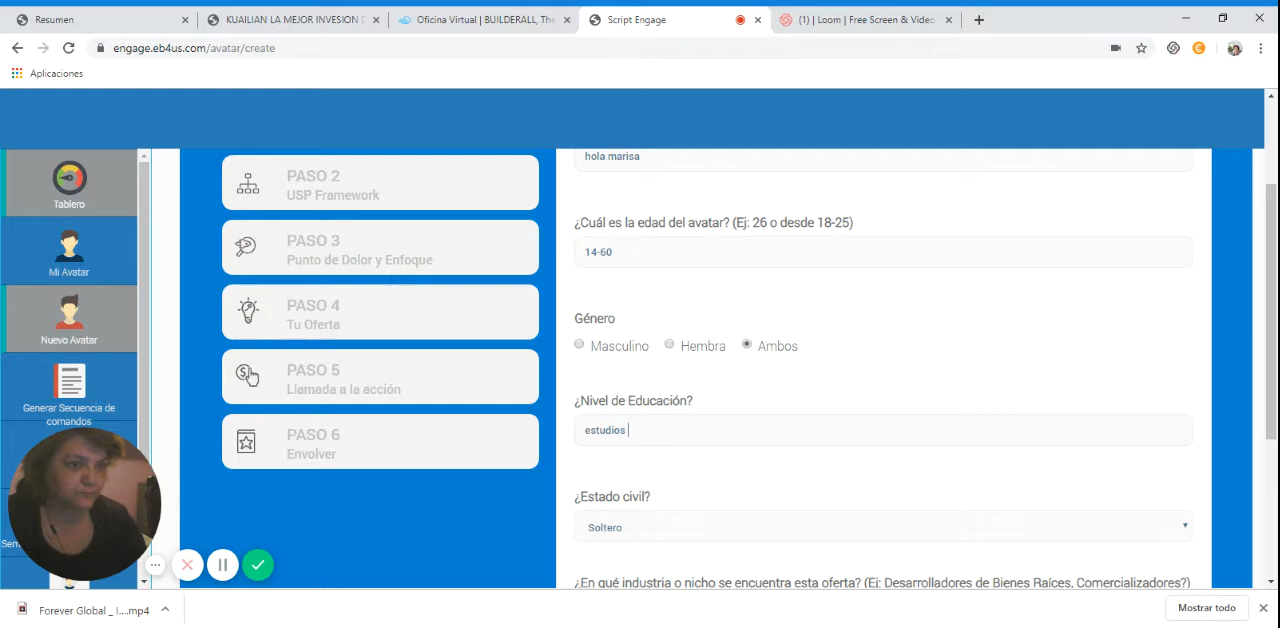 Resumen
KUAILIAN LA MEJOR INVESION D
Oficina Virtual | BUILDERALL, The
Script Engage
(1) | Loom | Free Screen & Video
engage.eb4us.com/avatar/create
Aplicaciones
Tablero
Mi Avatar
Nuevo Avatar
Generar Secuencia de
comandos
Sem
PASO 2
USP Framework
PASO 3
Punto de Dolor y Enfoque
PASO 4
Tu Oferta
PASO 5
Llamada a la acción
PASO 6
Envolver
hola marisa
¿Cuál es la edad del avatar? (Ej: 26 o desde 18-25)
14-60
Género
Masculino Hembra Ambos
¿Nivel de Educación?
estudios
¿Estado civil?
Soltero
¿En qué industria o nicho se encuentra esta oferta? (Ej: Desarrolladores de Bienes Raíces, Comercializadores?)
Forever Global _ I....mp4
Mostrar todo